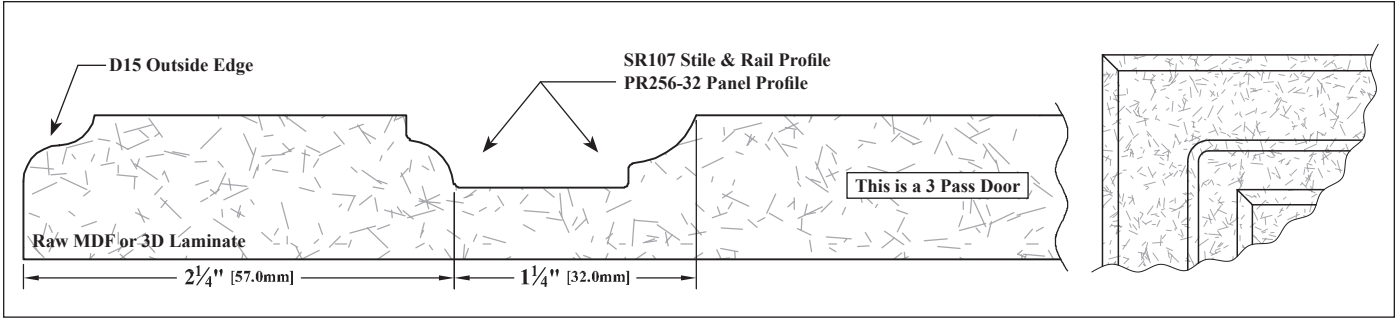 D15 Outside Edge
SR107 Stile & Rail Profile
PR256-32 Panel Profile
This is a 3 Pass Door
Raw MDF or 3D Laminate
2¼" [57.0mm]
1¼" [32.0mm]